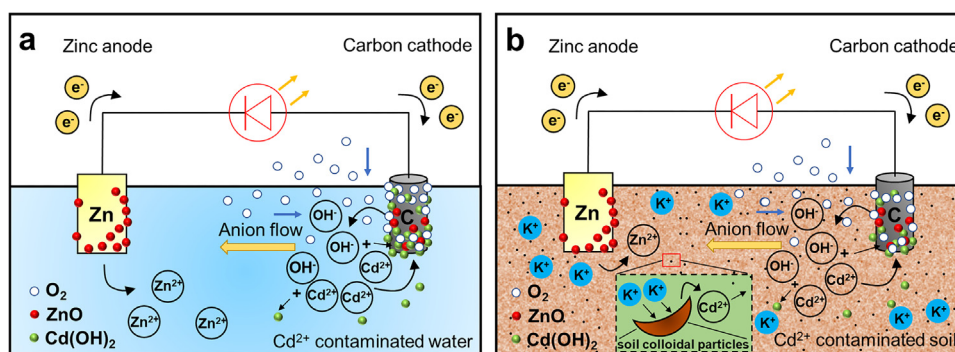 a
Zinc anode
Carbon cathode
e-
e-
e-
e-
Zn
C
OH-
OH-
Anion flow
+
OH-
Cd2+
+
Cd2+
Cd2+
Zn2+
Zn2+
Zn2+
O2
ZnO
Cd(OH)2
Cd2+ contaminated water
b
Zinc anode
Carbon cathode
e-
e-
e-
e-
Zn
C
K+
K+
OH-
K+
Zn2+
OH-
Anion flow
+
K+
K+
OH-
Cd2+
K+
K+
Cd2+
+
Cd2+
Cd2+
K+
K+
K+
soil colloidal particles
O2
ZnO
Cd(OH)2
Cd2+ contaminated soil